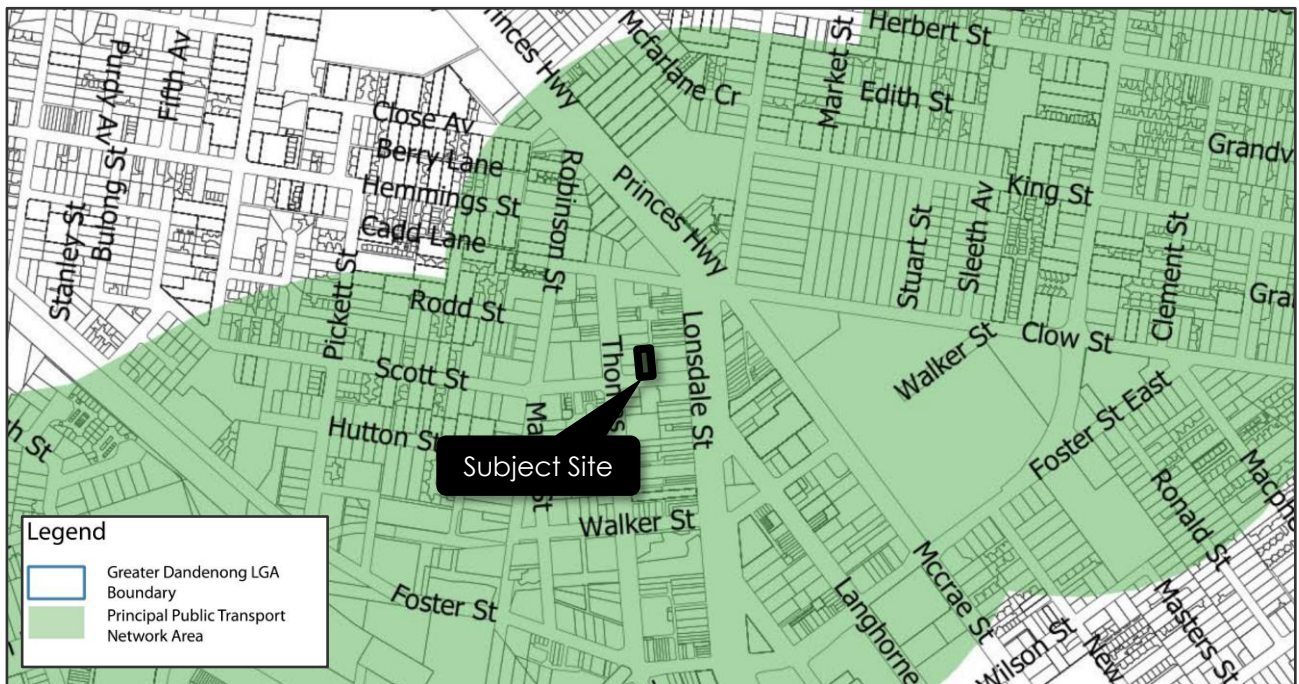 Princes Hwy
Mcfarlane Cr
Market St
Herbert St
Edith St
Purdy Av
Fifth Av
Close Av
Berry Lane
Hemmings St
Cadd Lane
Robinson St
Princes Hwy
King St
Stuart St
Sleeth Av
Clement St
Stanley St
Buňong St
Pickett St
Rodd St
Scott St
Hutton St
Lonsdale St
Walker St
Clow St
Foster St East
Ronald St
Subject Site
Walker St
Foster St
Mccrae St
Langhorne
Masters St
Wilson St
New
Legend
Greater Dandenong LGA
Boundary
Principal Public Transport
Network Area